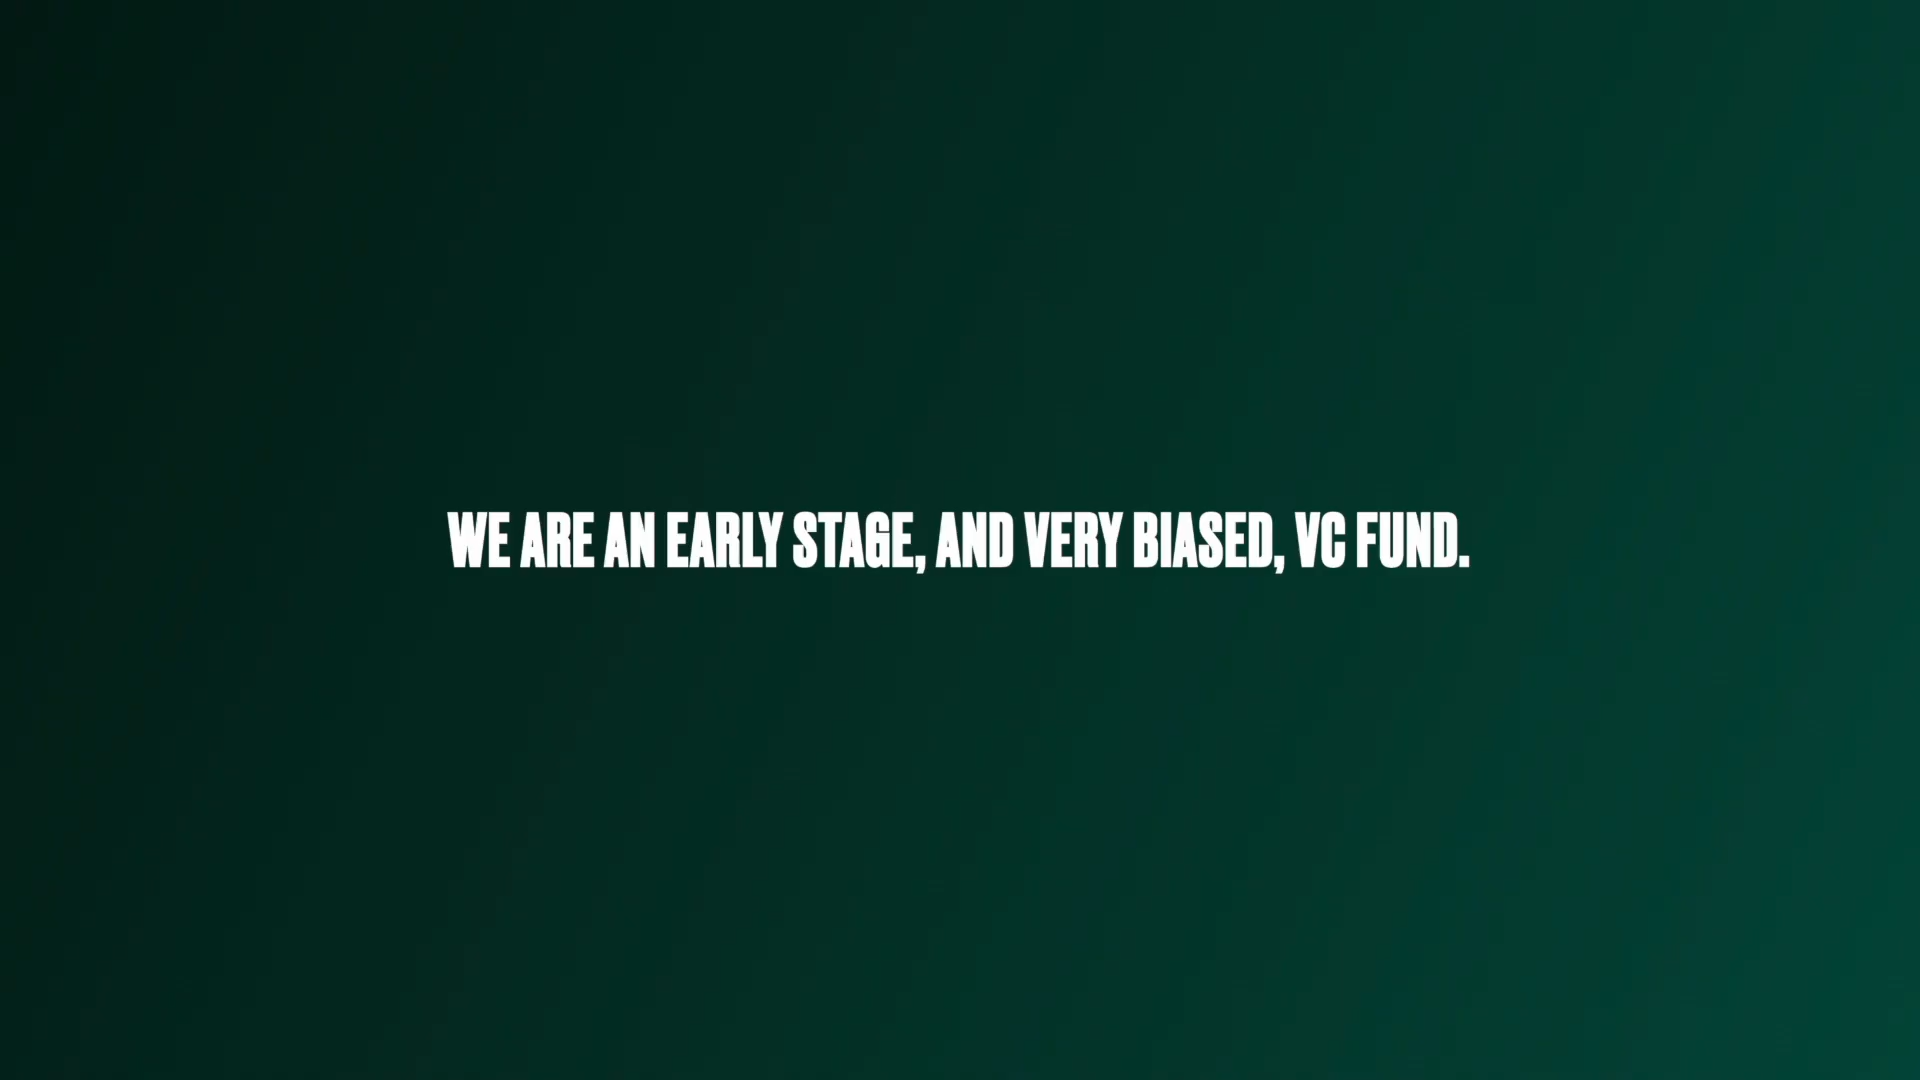 WE ARE AN EARLY STAGE, AND VERY BIASED, VC FUND.